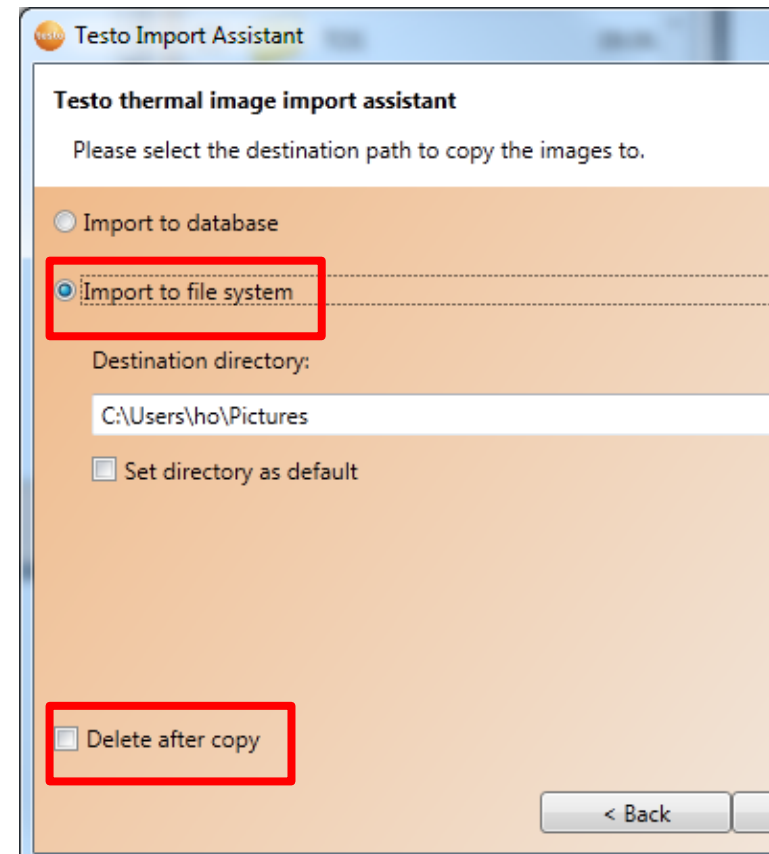 testo Testo Import Assistant
Testo thermal image import assistant
Please select the destination path to copy the images to.
Import to database
Import to file system
Destination directory:
C:\Users\ho\Pictures
Set directory as default
Delete after copy
< Back